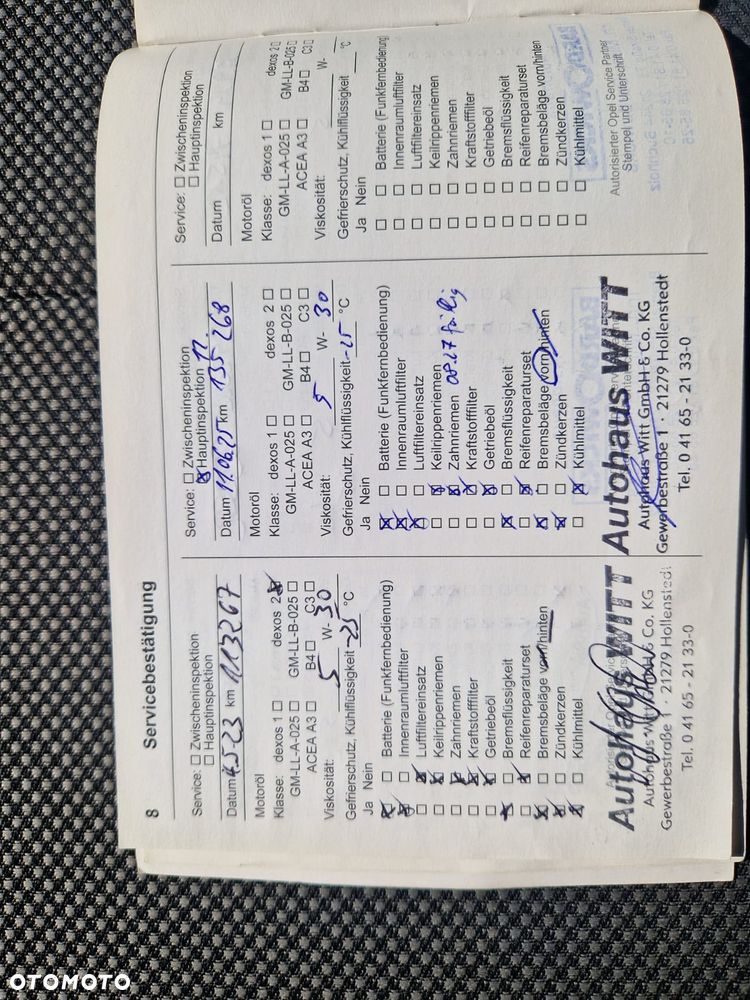 8 Servicebestätigung
Service: ☐ Zwischeninspektion
☐ Hauptinspektion
Datum 4.5-23 km 113267
Motoröl
Klasse: dexos 1 ☐ dexos 2 ☒
GM-LL-A-025 ☐ GM-LL-B-025 ☐
ACEA A3 ☐ B4 ☐ C3 ☐
Viskosität: 5 W- 30
Gefrierschutz, Kühlflüssigkeit -25 °C
Ja Nein
☒ ☐ Batterie (Funkfernbedienung)
☒ ☐ Innenraumluftfilter
☐ ☒ Luftfiltereinsatz
☐ ☒ Keilrippenriemen
☐ ☒ Zahnriemen
☐ ☒ Kraftstofffilter
☐ ☒ Getriebeöl
☒ ☐ Bremsflüssigkeit
☐ ☒ Reifenreparaturset
☒ ☐ Bremsbeläge vorn/hinten
☒ ☐ Zündkerzen
☒ ☐ Kühlmittel
Autohaus WITT
Autohaus Witt GmbH & Co. KG
Gewerbestraße 1 · 21279 Hollenstedt
Tel. 0 41 65 - 21 33-0
Service: ☐ Zwischeninspektion
☒ Hauptinspektion
Datum 11.06.25 km 135 268
Motoröl
Klasse: dexos 1 ☐ dexos 2 ☐
GM-LL-A-025 ☐ GM-LL-B-025 ☐
ACEA A3 ☐ B4 ☐ C3 ☐
Viskosität: 5 W- 30
Gefrierschutz, Kühlflüssigkeit -25 °C
Ja Nein
☒ ☐ Batterie (Funkfernbedienung)
☒ ☐ Innenraumluftfilter
☒ ☐ Luftfiltereinsatz
☐ ☒ Keilrippenriemen
☐ ☒ Zahnriemen 08.27 fällig
☐ ☒ Kraftstofffilter
☐ ☒ Getriebeöl
☒ ☐ Bremsflüssigkeit
☐ ☒ Reifenreparaturset
☒ ☐ Bremsbeläge vorn/hinten
☒ ☐ Zündkerzen
☐ ☒ Kühlmittel
Autohaus WITT
Autohaus Witt GmbH & Co. KG
Gewerbestraße 1 · 21279 Hollenstedt
Tel. 0 41 65 - 21 33-0
Service: ☐ Zwischeninspektion
☐ Hauptinspektion
Datum km
Motoröl
Klasse: dexos 1 ☐ dexos 2 ☐
GM-LL-A-025 ☐ GM-LL-B-025 ☐
ACEA A3 ☐ B4 ☐ C3 ☐
Viskosität: W-
Gefrierschutz, Kühlflüssigkeit °C
Ja Nein
☐ ☐ Batterie (Funkfernbedienung
☐ ☐ Innenraumluftfilter
☐ ☐ Luftfiltereinsatz
☐ ☐ Keilrippenriemen
☐ ☐ Zahnriemen
☐ ☐ Kraftstofffilter
☐ ☐ Getriebeöl
☐ ☐ Bremsflüssigkeit
☐ ☐ Reifenreparaturset
☐ ☐ Bremsbeläge vorn/hinten
☐ ☐ Zündkerzen
☐ ☐ Kühlmittel
Autorisierter Opel Service Partner
Stempel und Unterschrift
OTOMOTO